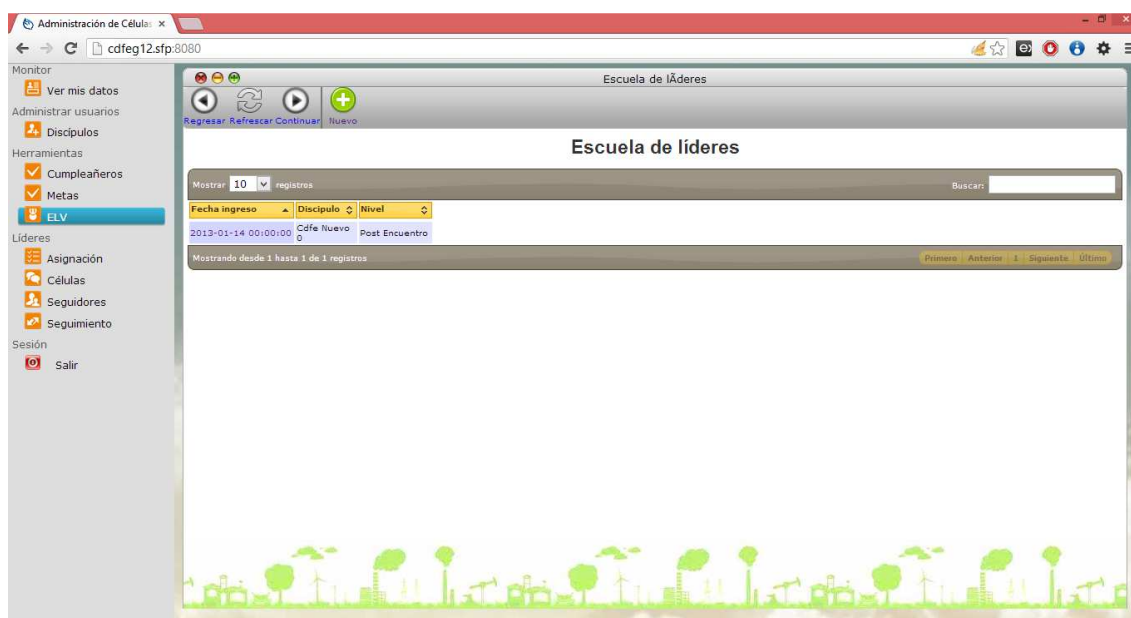 Administración de Células
cdfeg12.sfp:8080
Monitor
Ver mis datos
Administrar usuarios
Discípulos
Herramientas
Cumpleañeros
Metas
ELV
Líderes
Asignación
Células
Seguidores
Seguimiento
Sesión
Salir
Escuela de lÃderes
Regresar Refrescar Continuar Nuevo
Escuela de líderes
Mostrar 10 registros Buscar:
Fecha ingreso Discipulo Nivel
2013-01-14 00:00:00 Cdfe Nuevo 0 Post Encuentro
Mostrando desde 1 hasta 1 de 1 registros Primero Anterior 1 Siguiente Último